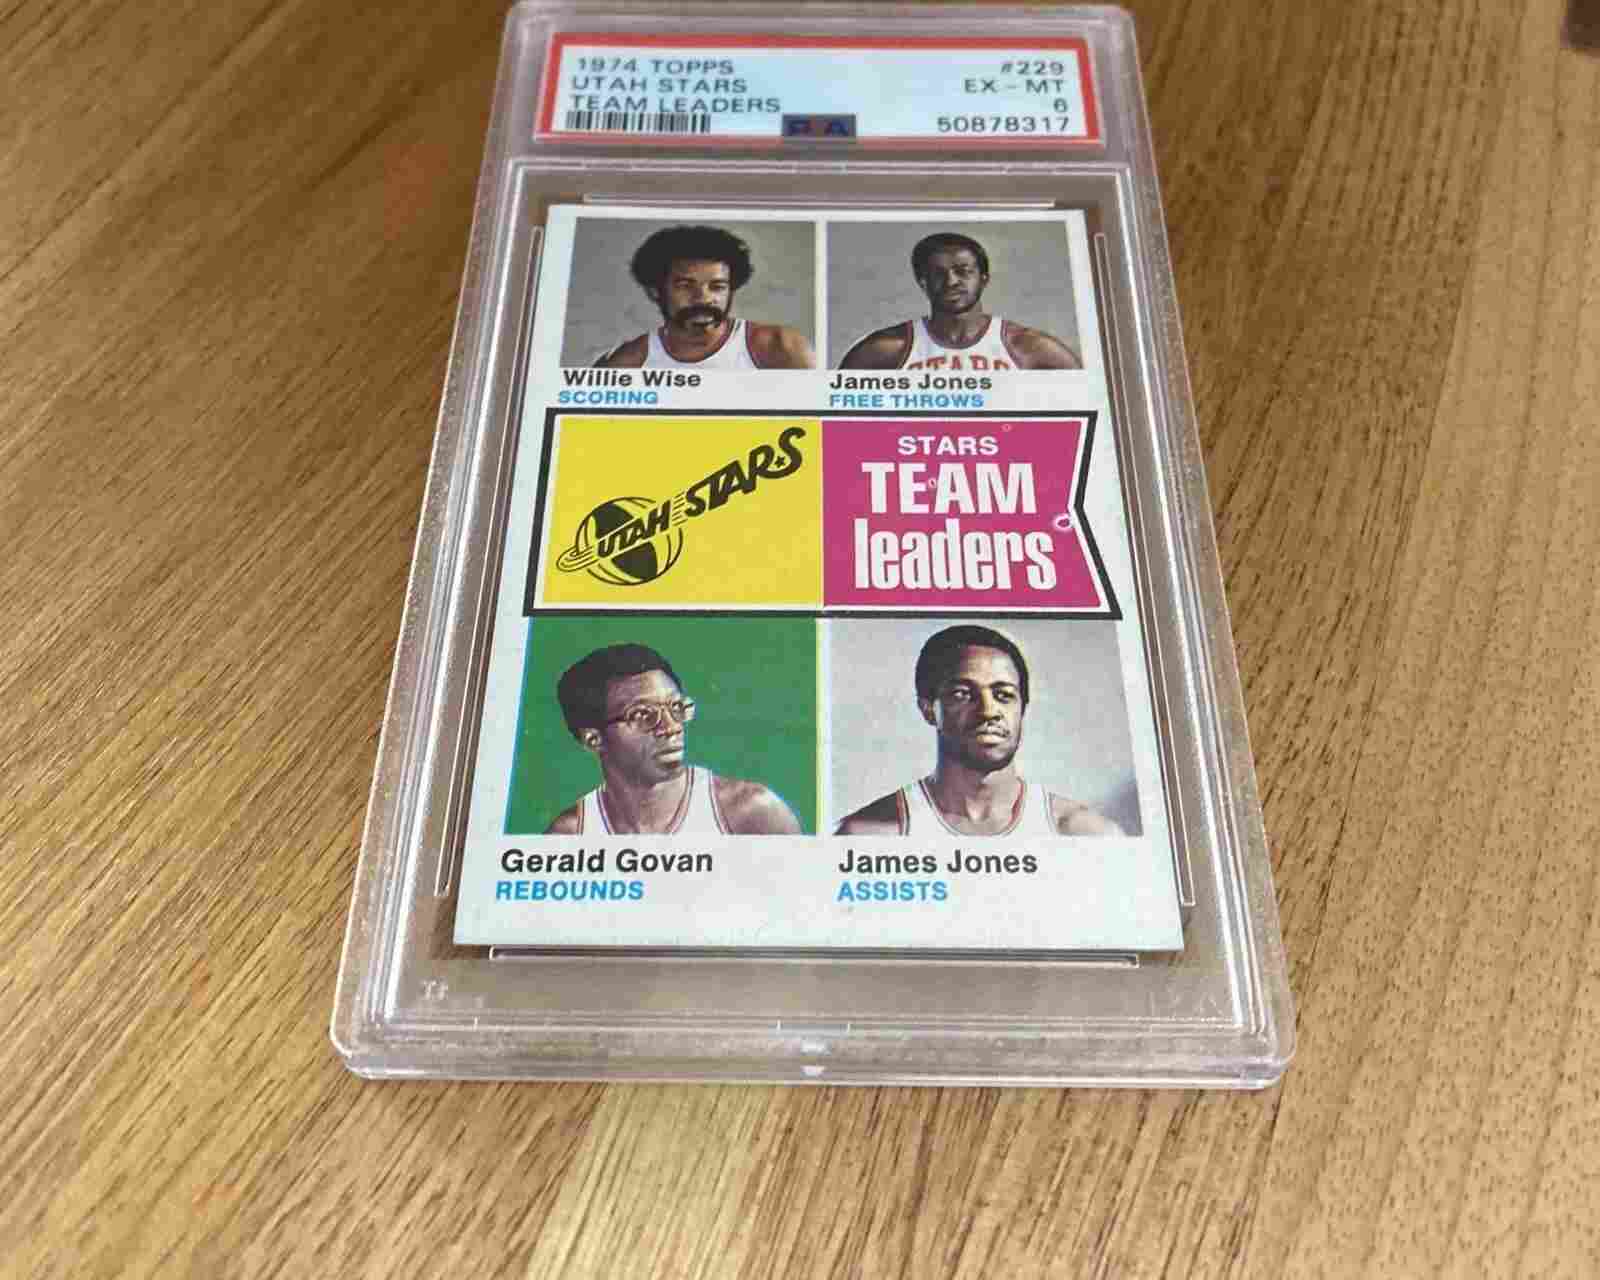 1974 TOPPS #229
UTAH STARS EX - MT
TEAM LEADERS 6
50878317
Willie Wise James Jones
SCORING FREE THROWS
UTAH STARS
STARS
TEAM
leaders
STARS
Gerald Govan James Jones
REBOUNDS ASSISTS